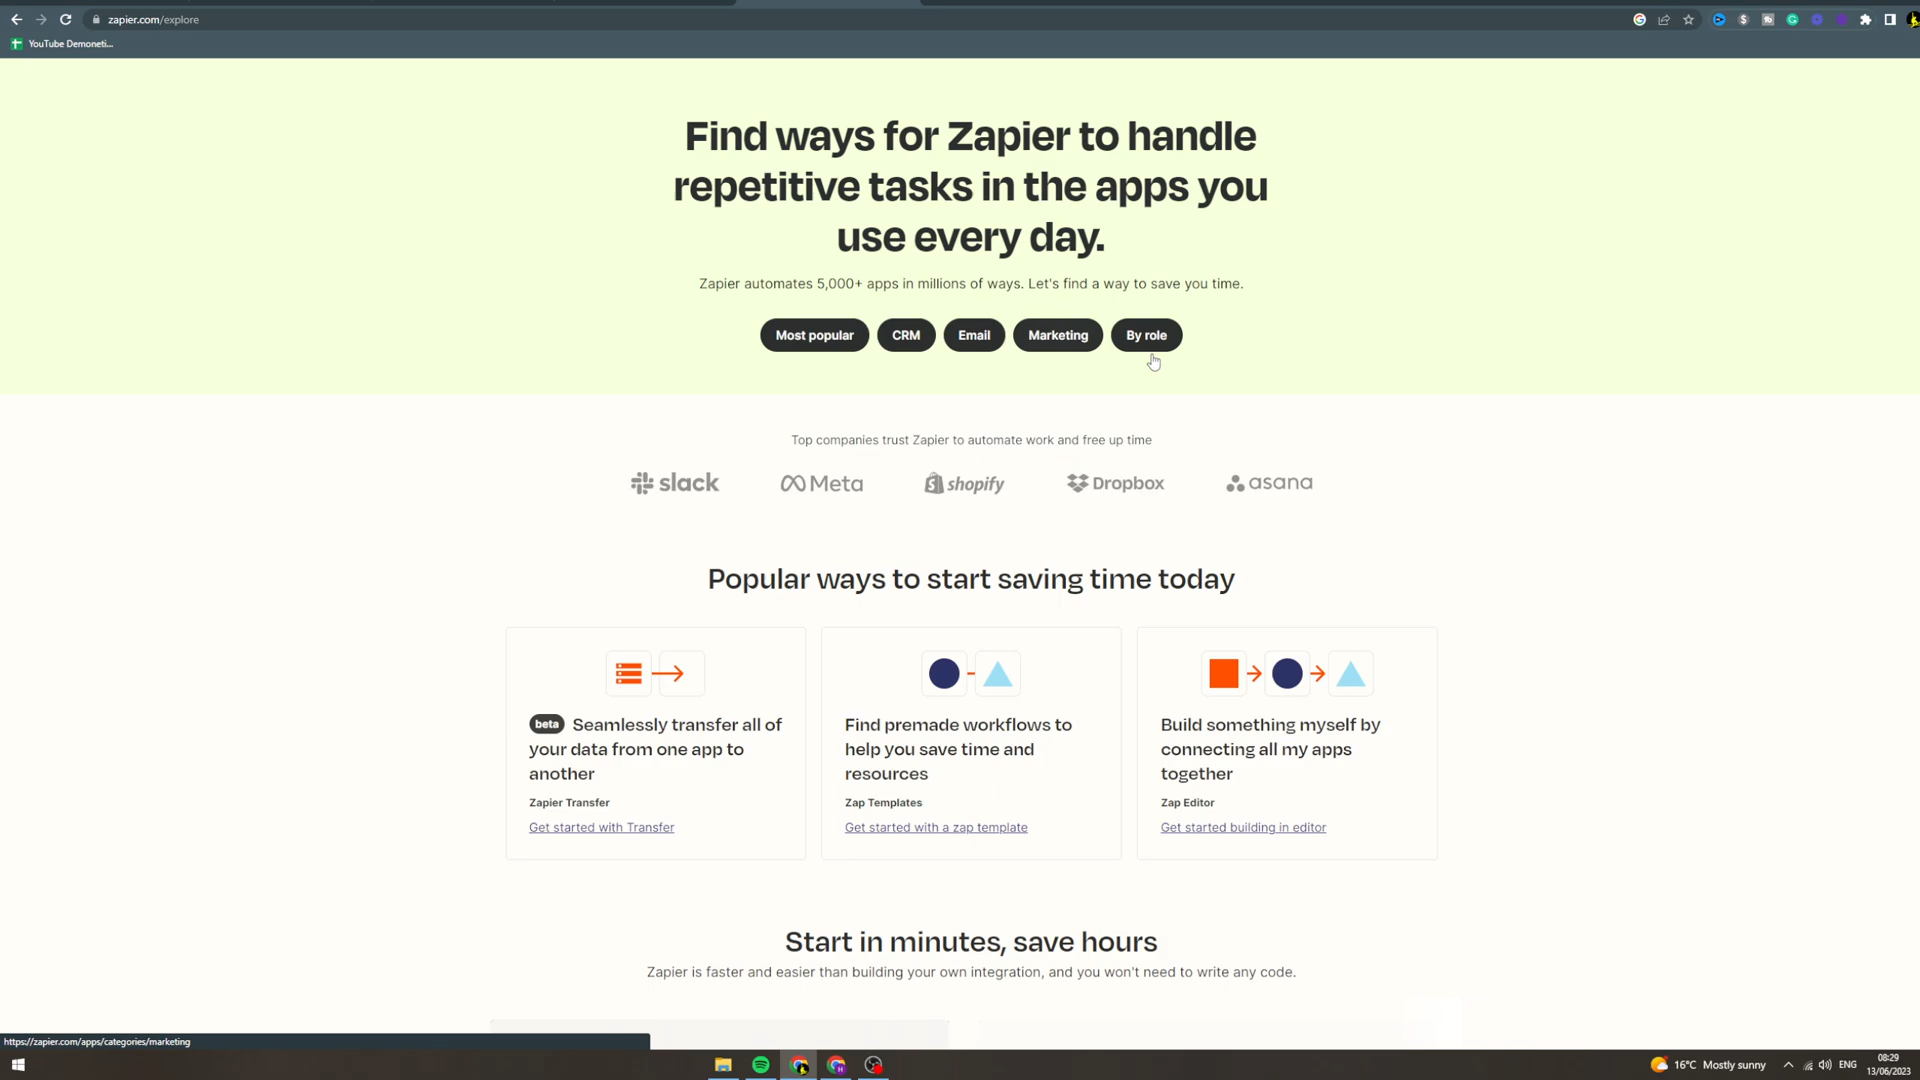 zapier.com/explore
YouTube Demoneti...
Find ways for Zapier to handle
repetitive tasks in the apps you
use every day.
Zapier automates 5,000+ apps in millions of ways. Let's find a way to save you time.
Most popular
CRM
Email
Marketing
By role
Top companies trust Zapier to automate work and free up time
slack
Meta
shopify
Dropbox
asana
Popular ways to start saving time today
beta Seamlessly transfer all of
your data from one app to
another
Zapier Transfer
Get started with Transfer
Find premade workflows to
help you save time and
resources
Zap Templates
Get started with a zap template
Build something myself by
connecting all my apps
together
Zap Editor
Get started building in editor
Start in minutes, save hours
Zapier is faster and easier than building your own integration, and you won't need to write any code.
https://zapier.com/apps/categories/marketing
16°C Mostly sunny
ENG
08:29
13/06/2023